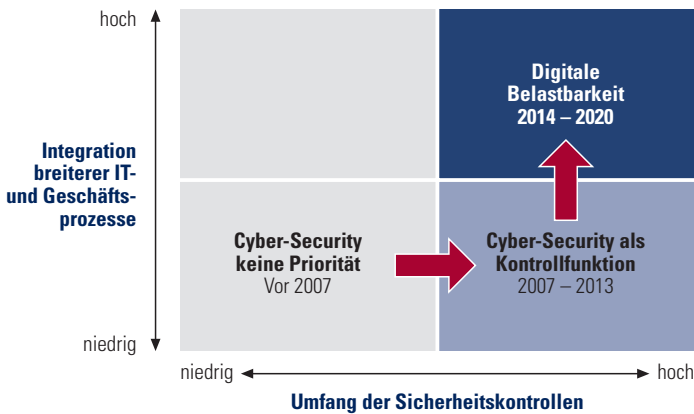 hoch
Digitale
Belastbarkeit
2014 – 2020
Integration
breiterer IT-
und Geschäfts-
prozesse
Cyber-Security
keine Priorität
Vor 2007
Cyber-Security als
Kontrollfunktion
2007 – 2013
niedrig
niedrig
hoch
Umfang der Sicherheitskontrollen